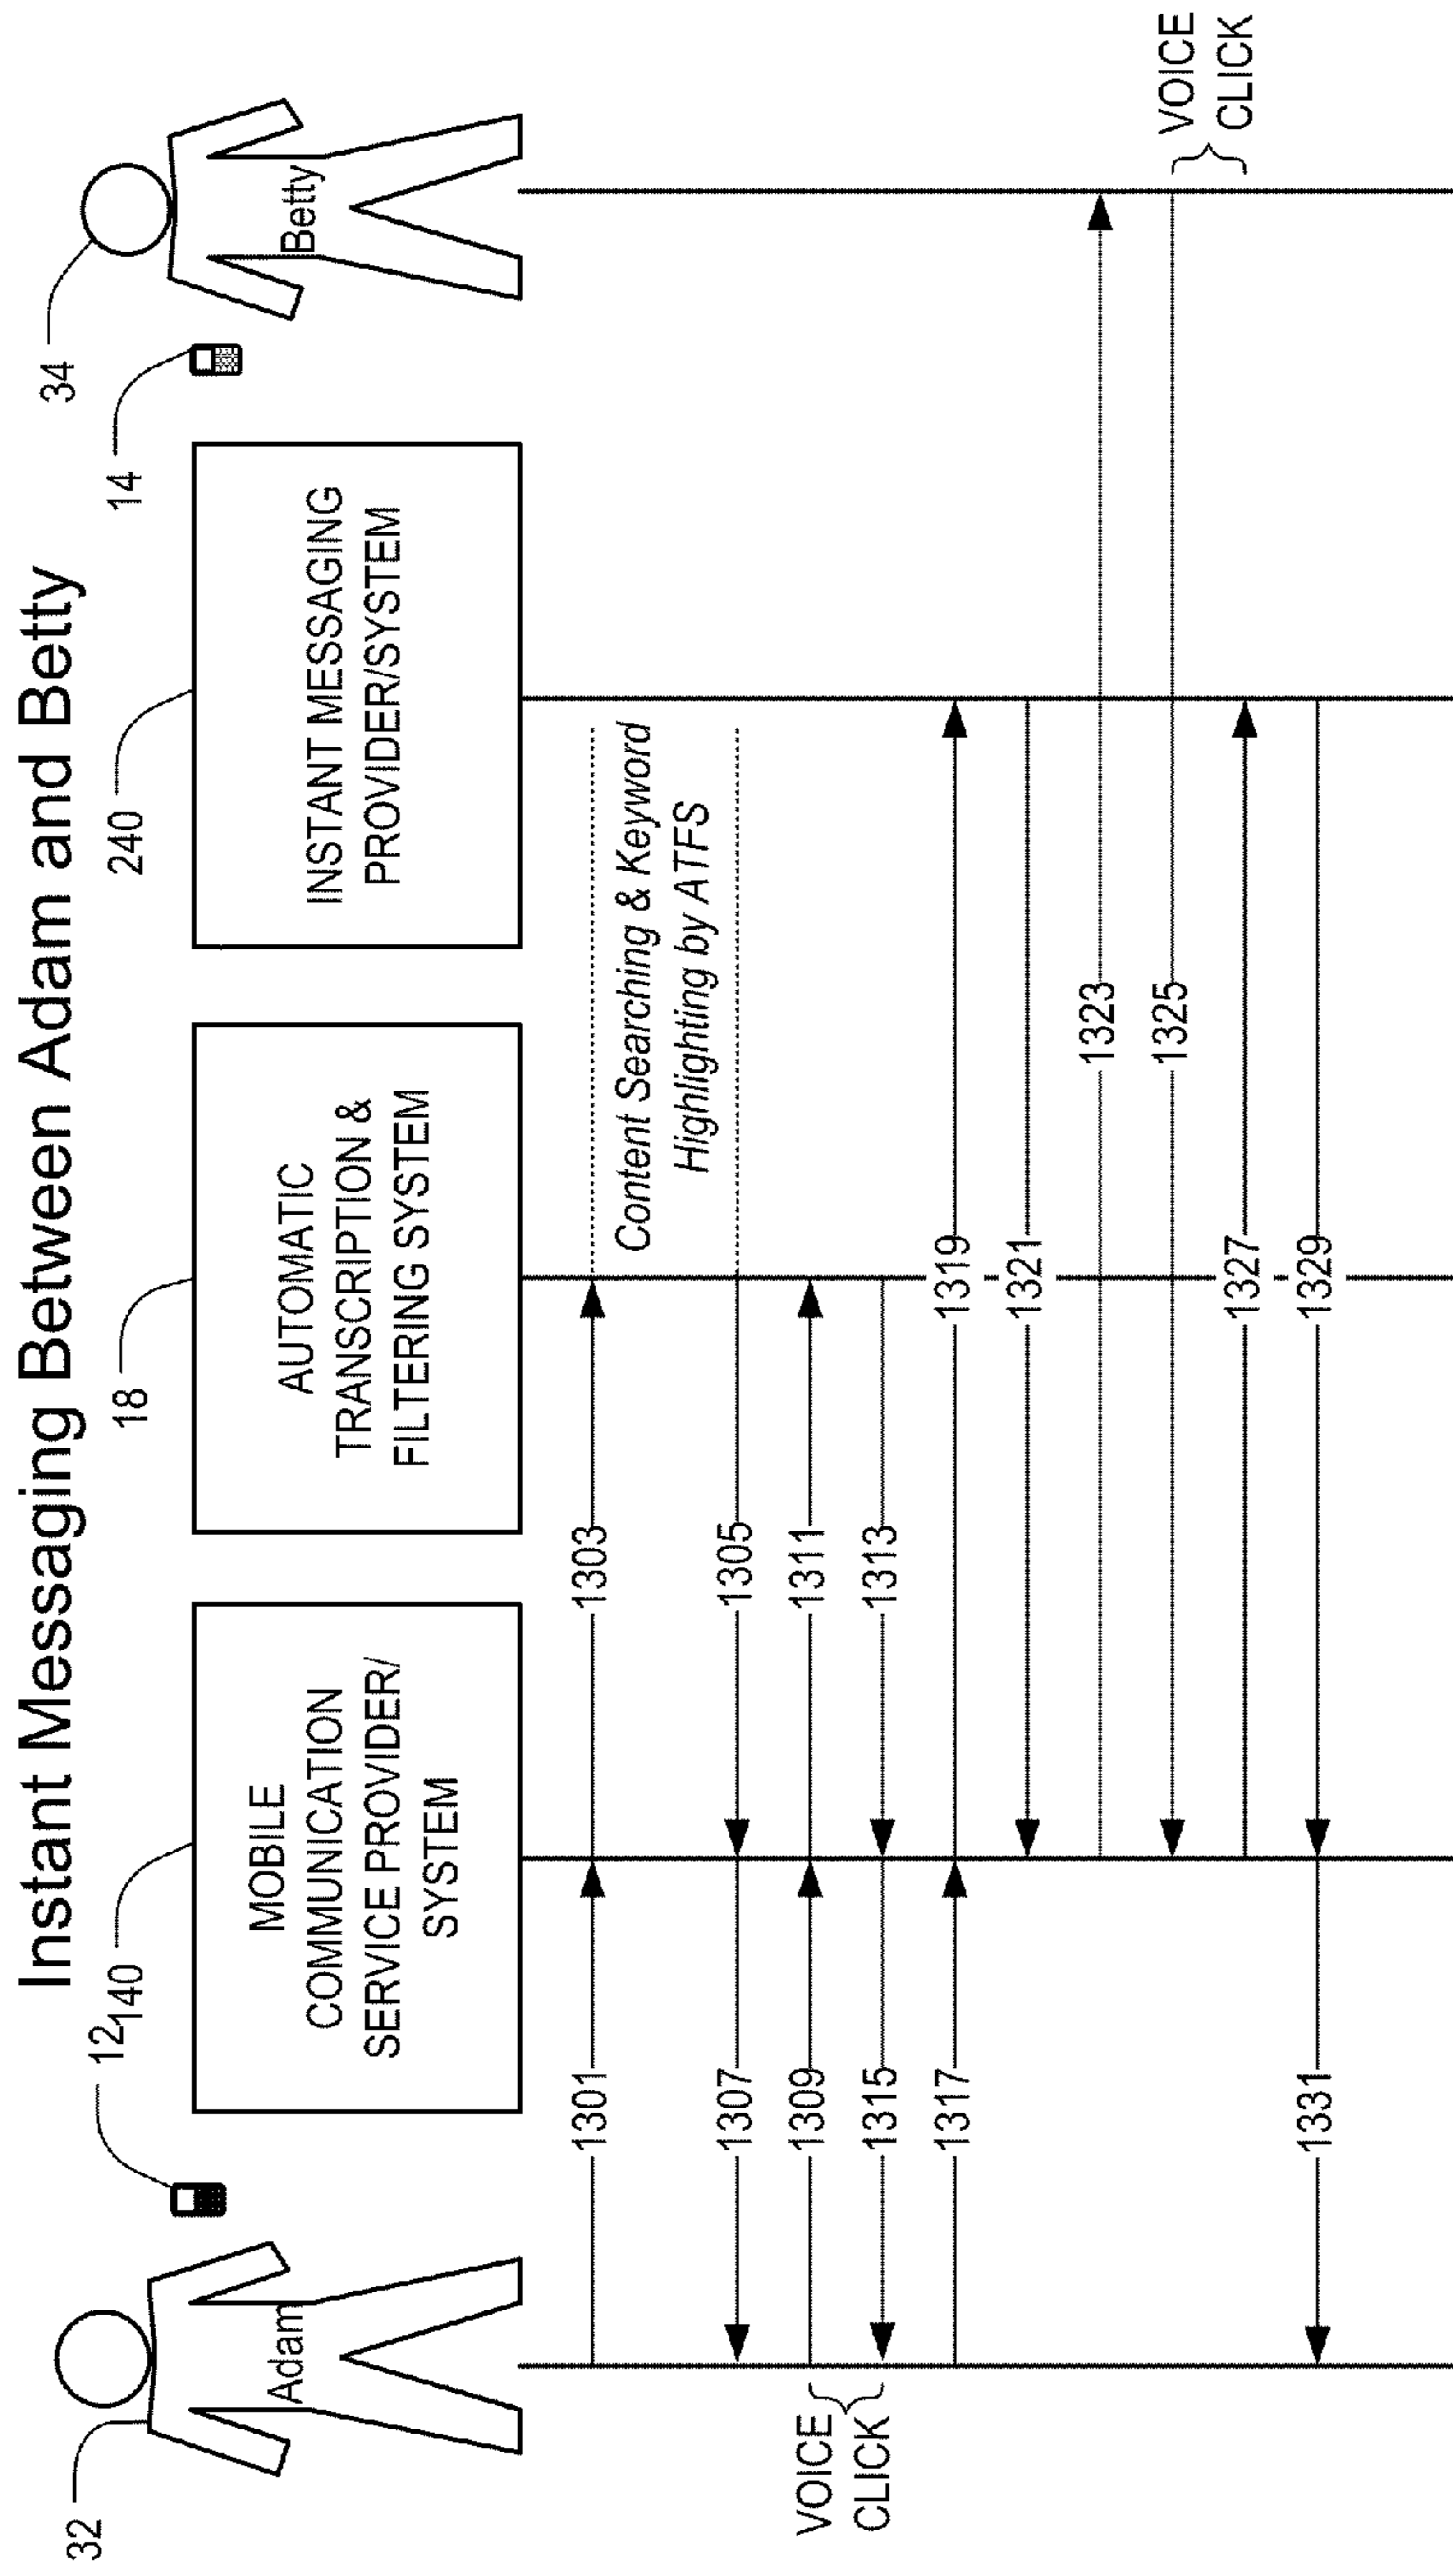 Instant Messaging Between Adam and Betty
32
12
140
18
240
14
34
Adam
MOBILE
COMMUNICATION
SERVICE PROVIDER/
SYSTEM
AUTOMATIC
TRANSCRIPTION &
FILTERING SYSTEM
INSTANT MESSAGING
PROVIDER/SYSTEM
Betty
1301
1303
Content Searching & Keyword
Highlighting by ATFS
1307
1305
VOICE
CLICK
1309
1311
1315
1313
1317
1319
1321
1323
1325
VOICE
CLICK
1327
1331
1329